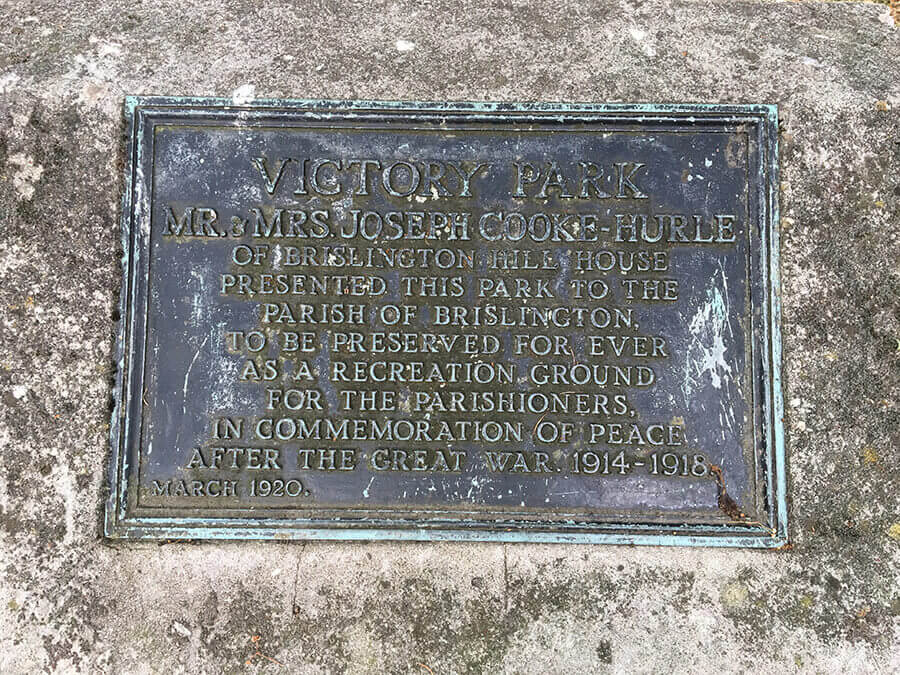 VICTORY PARK
MR. & MRS. JOSEPH COOKE-HURLE
OF BRISLINGTON HILL HOUSE
PRESENTED THIS PARK TO THE
PARISH OF BRISLINGTON,
TO BE PRESERVED FOR EVER
AS A RECREATION GROUND
FOR THE PARISHIONERS,
IN COMMEMORATION OF PEACE
AFTER THE GREAT WAR. 1914-1918.
MARCH 1920.